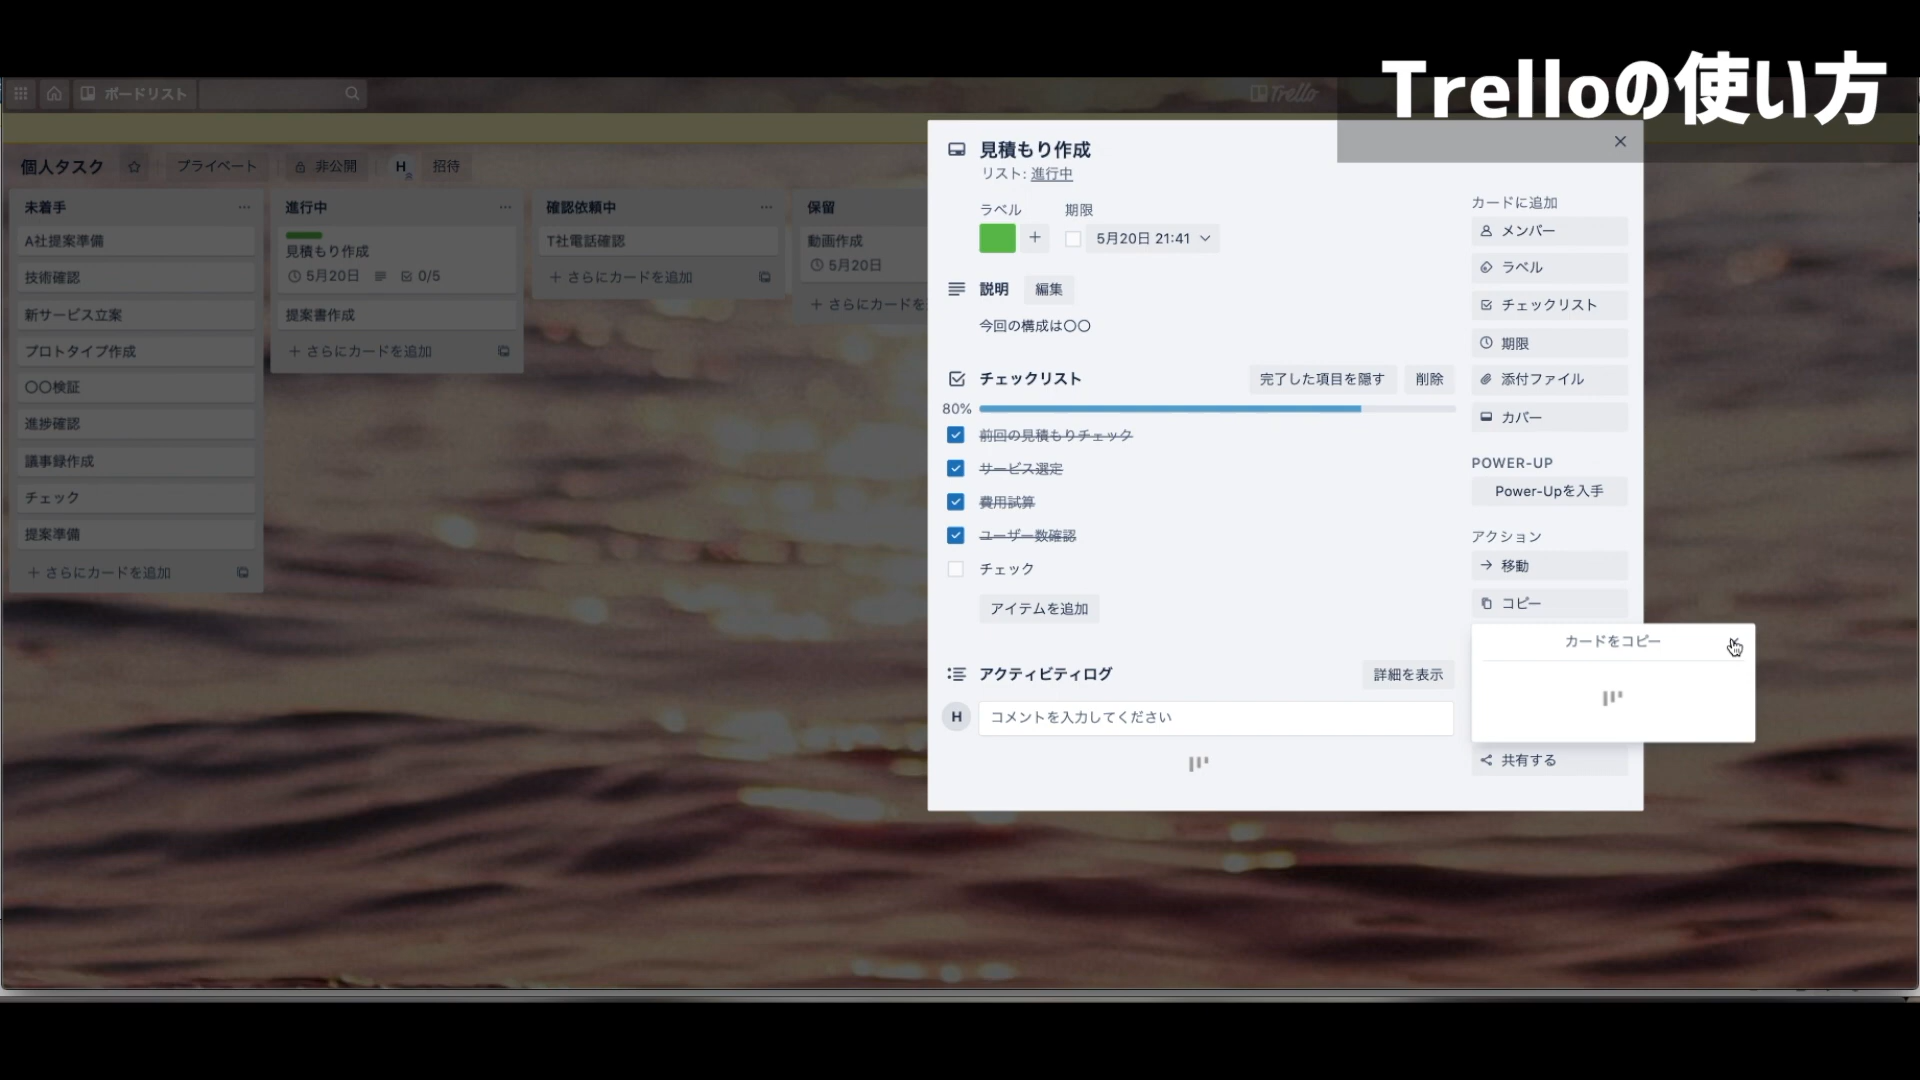 Trelloの使い方
ボードリスト
Trello
個人タスク
プライベート
非公開
H
招待
未着手
A社提案準備
技術確認
新サービス立案
プロトタイプ作成
〇〇検証
進捗確認
議事録作成
チェック
提案準備
+ さらにカードを追加
進行中
見積もり作成
5月20日 0/5
提案書作成
+ さらにカードを追加
確認依頼中
T社電話確認
+ さらにカードを追加
保留
動画作成
5月20日
+ さらにカードを
見積もり作成
リスト: 進行中
ラベル
期限
+
5月20日 21:41
説明
編集
今回の構成は〇〇
チェックリスト
完了した項目を隠す
削除
80%
前回の見積もりチェック
サービス選定
費用試算
ユーザー数確認
チェック
アイテムを追加
アクティビティログ
詳細を表示
H
コメントを入力してください
カードに追加
メンバー
ラベル
チェックリスト
期限
添付ファイル
カバー
POWER-UP
Power-Upを入手
アクション
移動
コピー
カードをコピー
共有する